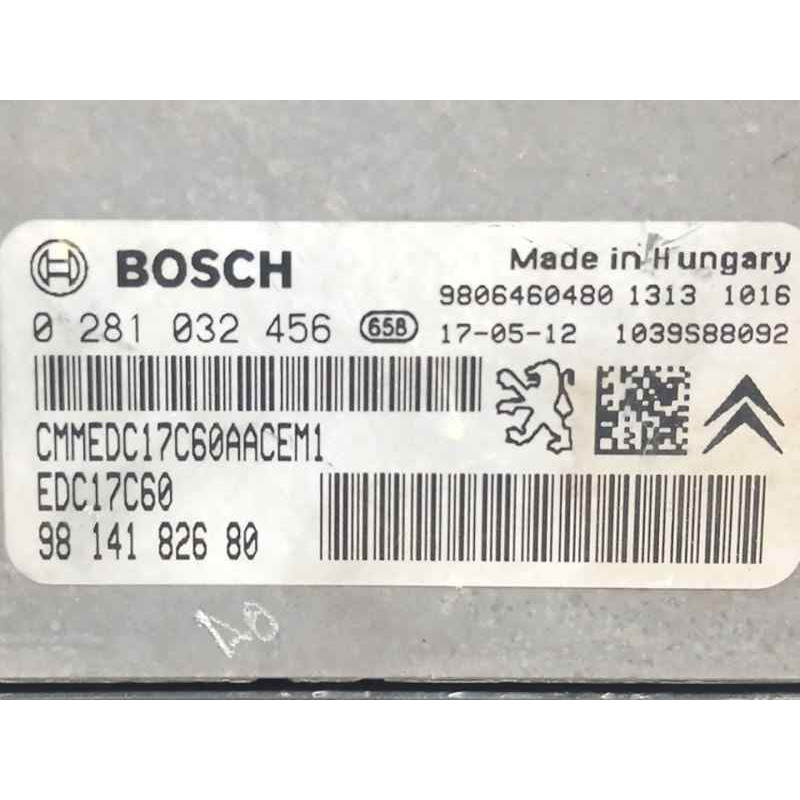 BOSCH
Made in Hungary
9806460480 1313 1016
0 281 032 456 658
17-05-12 1039S88092
CMMEDC17C60AACEM1
EDC17C60
98 141 826 80